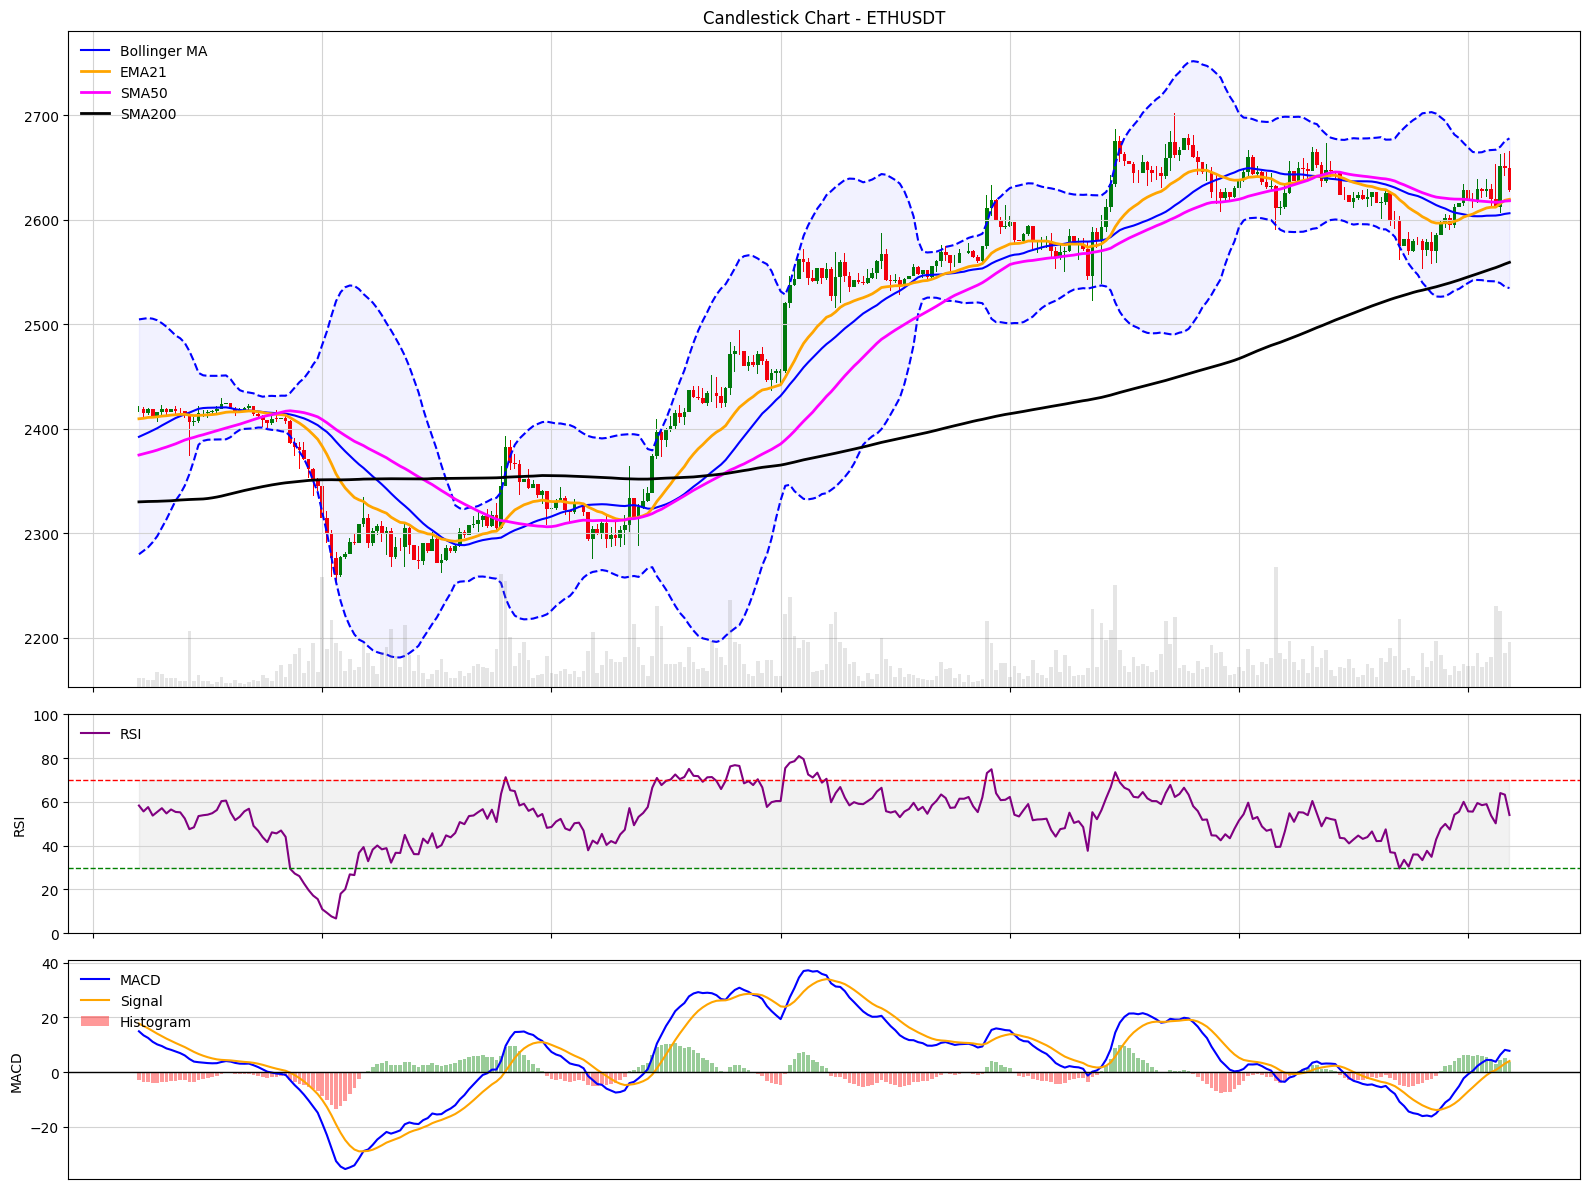 Candlestick Chart - ETHUSDT
Bollinger MA
EMA21
SMA50
SMA200
2700
2600
2500
2400
2300
2200
RSI
100
80
60
40
20
0
RSI
MACD
Signal
Histogram
40
20
0
−20
MACD